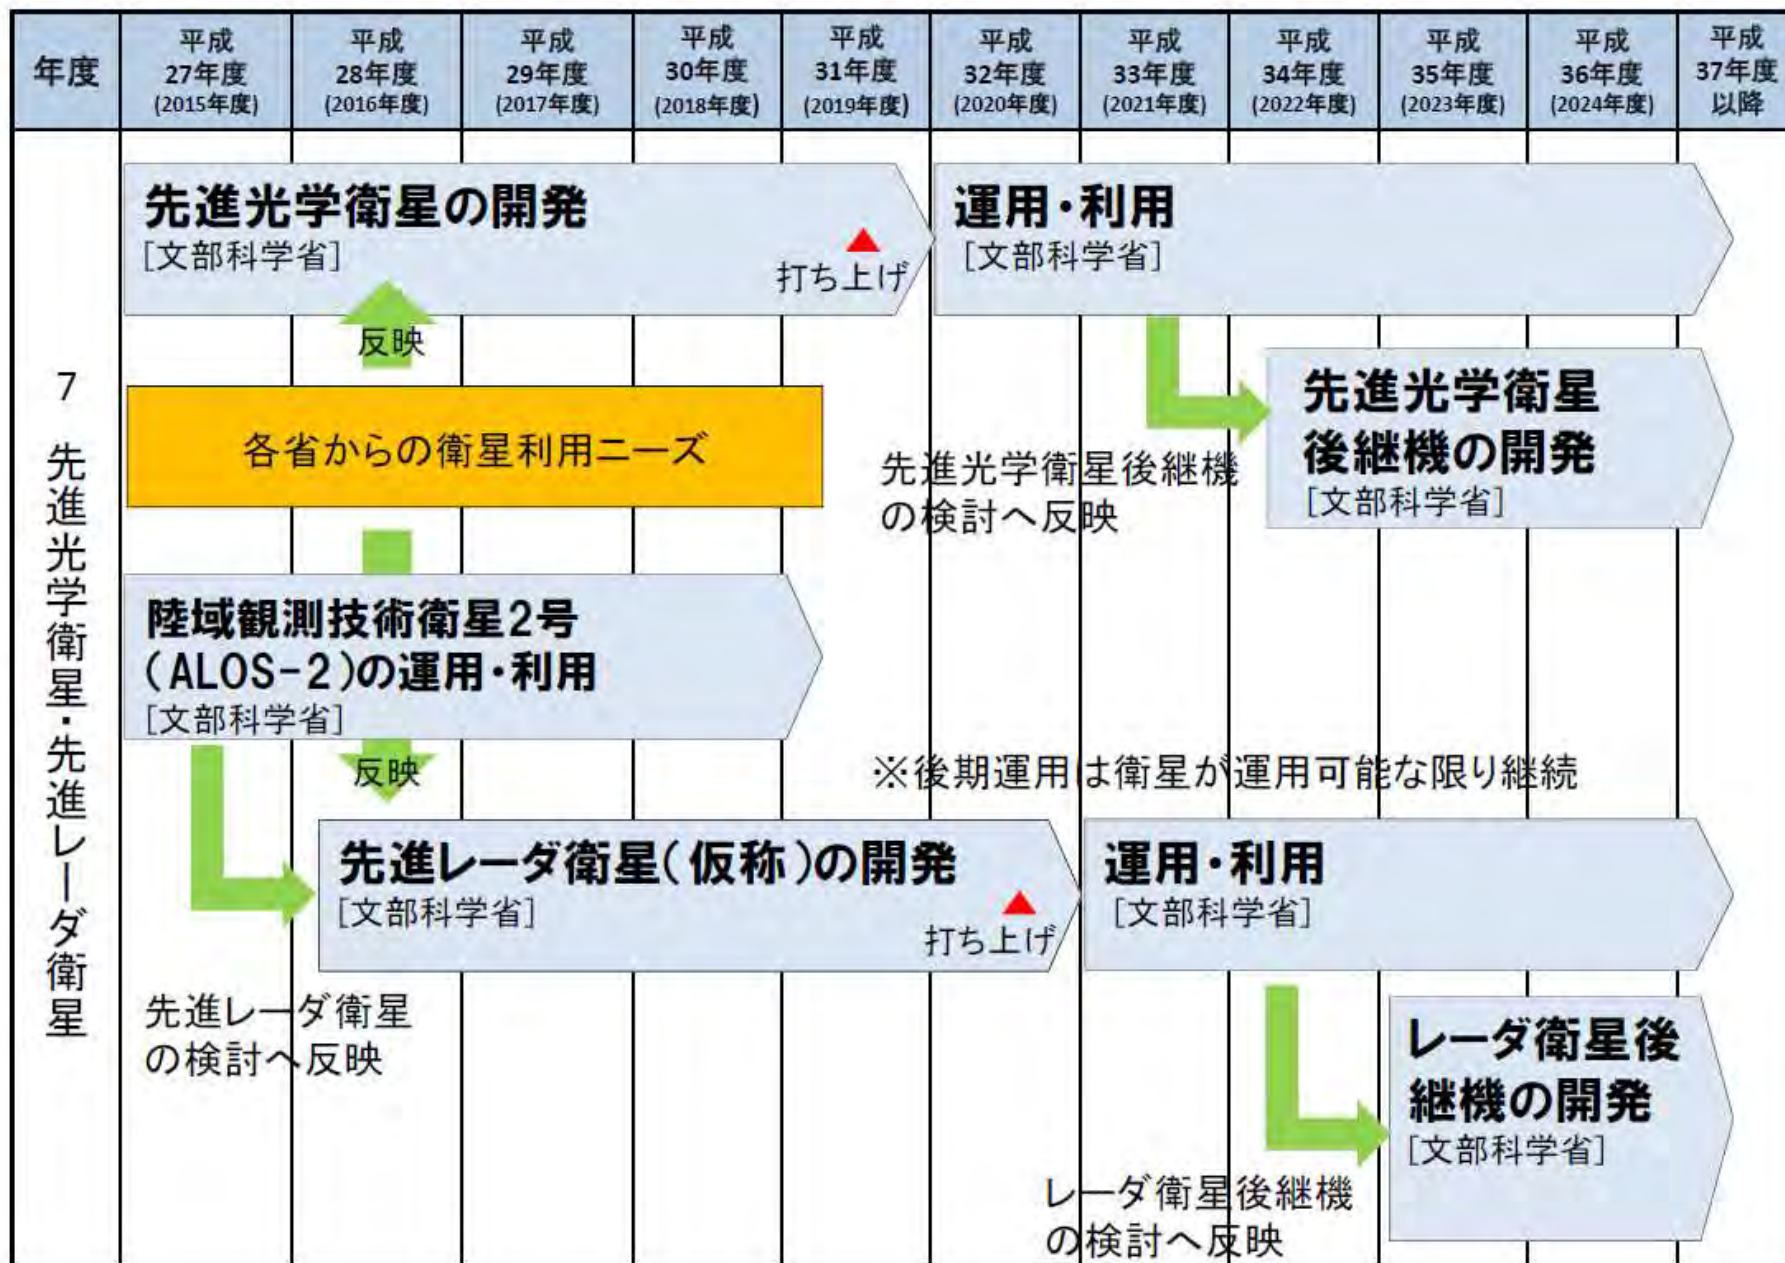 年度
平成
27年度
(2015年度)
平成
28年度
(2016年度)
平成
29年度
(2017年度)
平成
30年度
(2018年度)
平成
31年度
(2019年度)
平成
32年度
(2020年度)
平成
33年度
(2021年度)
平成
34年度
(2022年度)
平成
35年度
(2023年度)
平成
36年度
(2024年度)
平成
37年度
以降
7 先進光学衛星・先進レーダ衛星
先進光学衛星の開発
[文部科学省]
打ち上げ
運用・利用
[文部科学省]
反映
各省からの衛星利用ニーズ
先進光学衛星後継機
の検討へ反映
先進光学衛星
後継機の開発
[文部科学省]
陸域観測技術衛星2号
(ALOS-2)の運用・利用
[文部科学省]
反映
※後期運用は衛星が運用可能な限り継続
先進レーダ衛星(仮称)の開発
[文部科学省]
打ち上げ
運用・利用
[文部科学省]
先進レーダ衛星
の検討へ反映
レーダ衛星後
継機の開発
[文部科学省]
レーダ衛星後継機
の検討へ反映